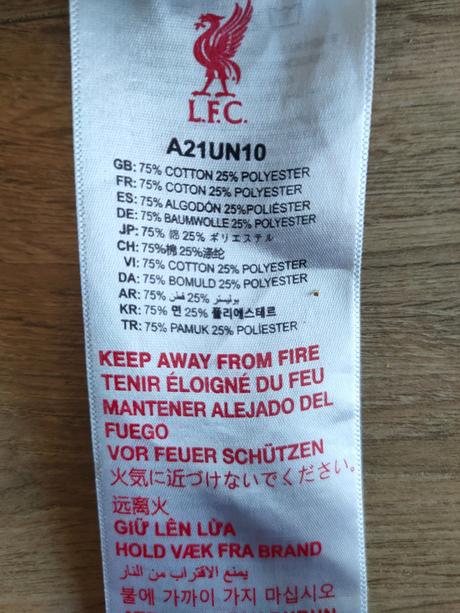 L.F.C.
A21UN10
GB: 75% COTTON 25% POLYESTER
FR: 75% COTON 25% POLYESTER
ES: 75% ALGODÓN 25%POLIÉSTER
DE: 75% BAUMWOLLE 25% POLYESTER
JP: 75% 25% ポリエステル
CH: 75%棉 25%涤纶
VI: 75% COTTON 25% POLYESTER
DA: 75% BOMULD 25% POLYESTER
AR: 75% قطن 25% بوليستر
KR: 75% 면 25% 폴리에스테르
TR: 75% PAMUK 25% POLİESTER
KEEP AWAY FROM FIRE
TENIR ÉLOIGNÉ DU FEU
MANTENER ALEJADO DEL
FUEGO
VOR FEUER SCHÜTZEN
火気に近づけないでください。
远离火
GIỮ LÊN LỬA
HOLD VÆK FRA BRAND
يمنع الاقتراب من النار
불에 가까이 가지 마십시오